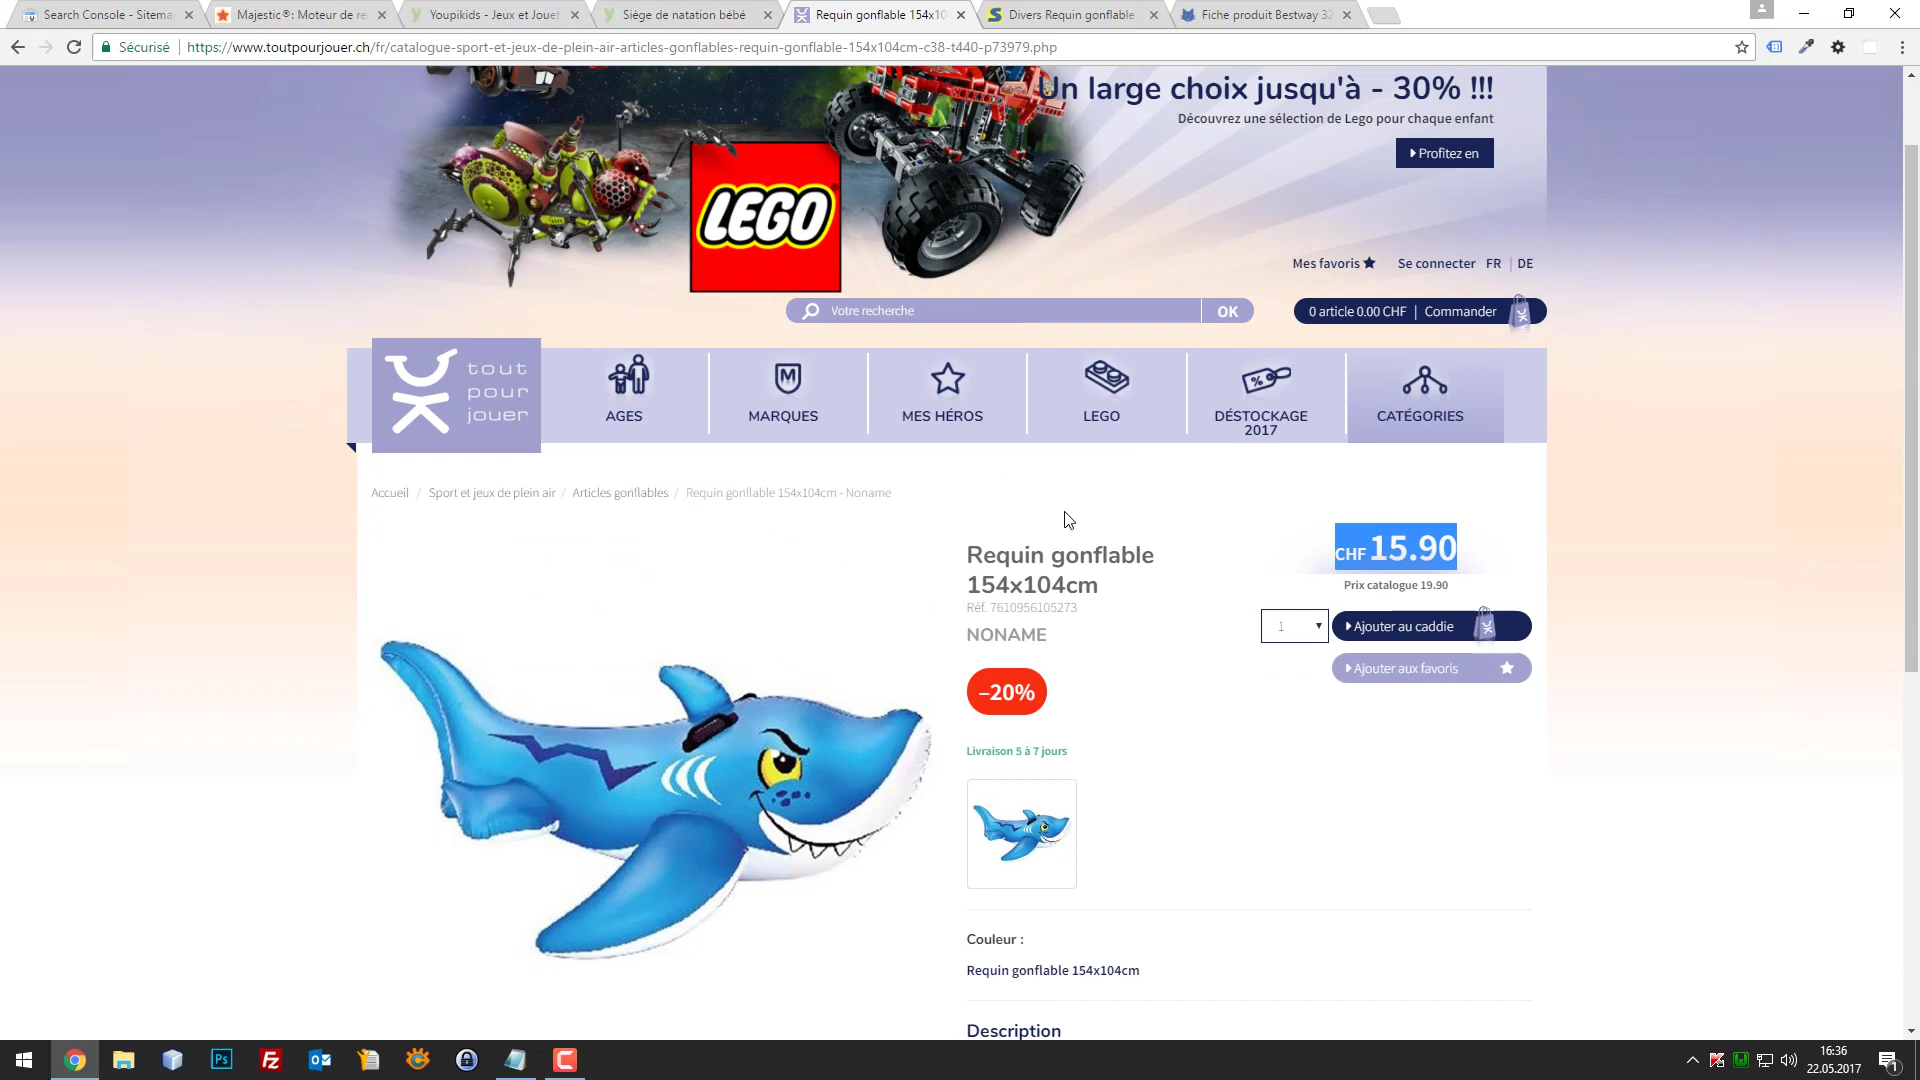 Search Console - Sitema
Majestic®: Moteur de re
Youpikids - Jeux et Jouet
Siège de natation bébé
Requin gonflable 154x10
Divers Requin gonflable
Fiche produit Bestway 32
Sécurisé
https://www.toutpourjouer.ch/fr/catalogue-sport-et-jeux-de-plein-air-articles-gonflables-requin-gonflable-154x104cm-c38-t440-p73979.php
Un large choix jusqu'à - 30% !!!
Découvrez une sélection de Lego pour chaque enfant
Profitez en
LEGO
Mes favoris
Se connecter
FR | DE
Votre recherche
OK
0 article 0.00 CHF | Commander
tout
pour
jouer
AGES
MARQUES
MES HÉROS
LEGO
DÉSTOCKAGE
2017
CATÉGORIES
Accueil / Sport et jeux de plein air / Articles gonflables / Requin gonflable 154x104cm - Noname
Requin gonflable
154x104cm
Réf. 7610956105273
NONAME
–20%
Livraison 5 à 7 jours
CHF 15.90
Prix catalogue 19.90
1
Ajouter au caddie
Ajouter aux favoris
Couleur :
Requin gonflable 154x104cm
Description
Ps
Fz
16:36
22.05.2017
1